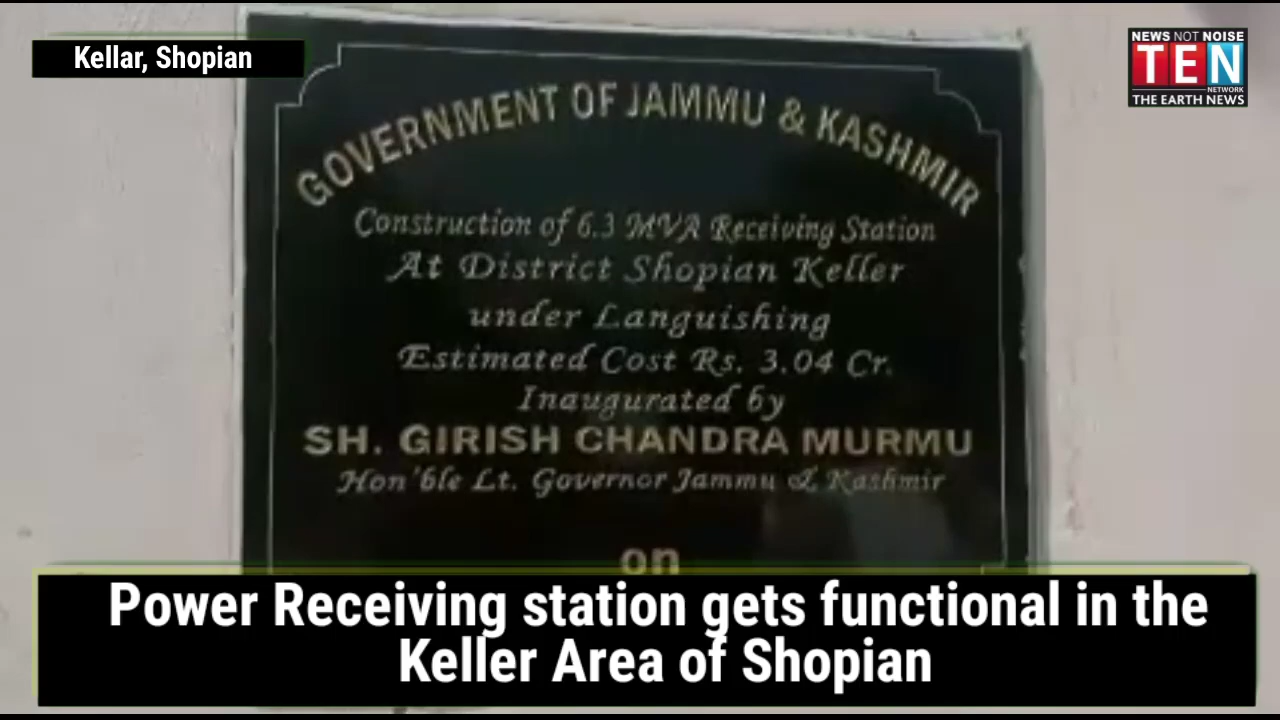 Kellar, Shopian
NEWS NOT NOISE
TEN
NETWORK
THE EARTH NEWS
GOVERNMENT OF JAMMU & KASHMIR
Construction of 6.3 MVA Receiving Station
At District Shopian Keller
under Languishing
Estimated Cost Rs. 3.04 Cr.
Inaugurated by
SH. GIRISH CHANDRA MURMU
Hon'ble Lt. Governor Jammu & Kashmir
on
Power Receiving station gets functional in the
Keller Area of Shopian